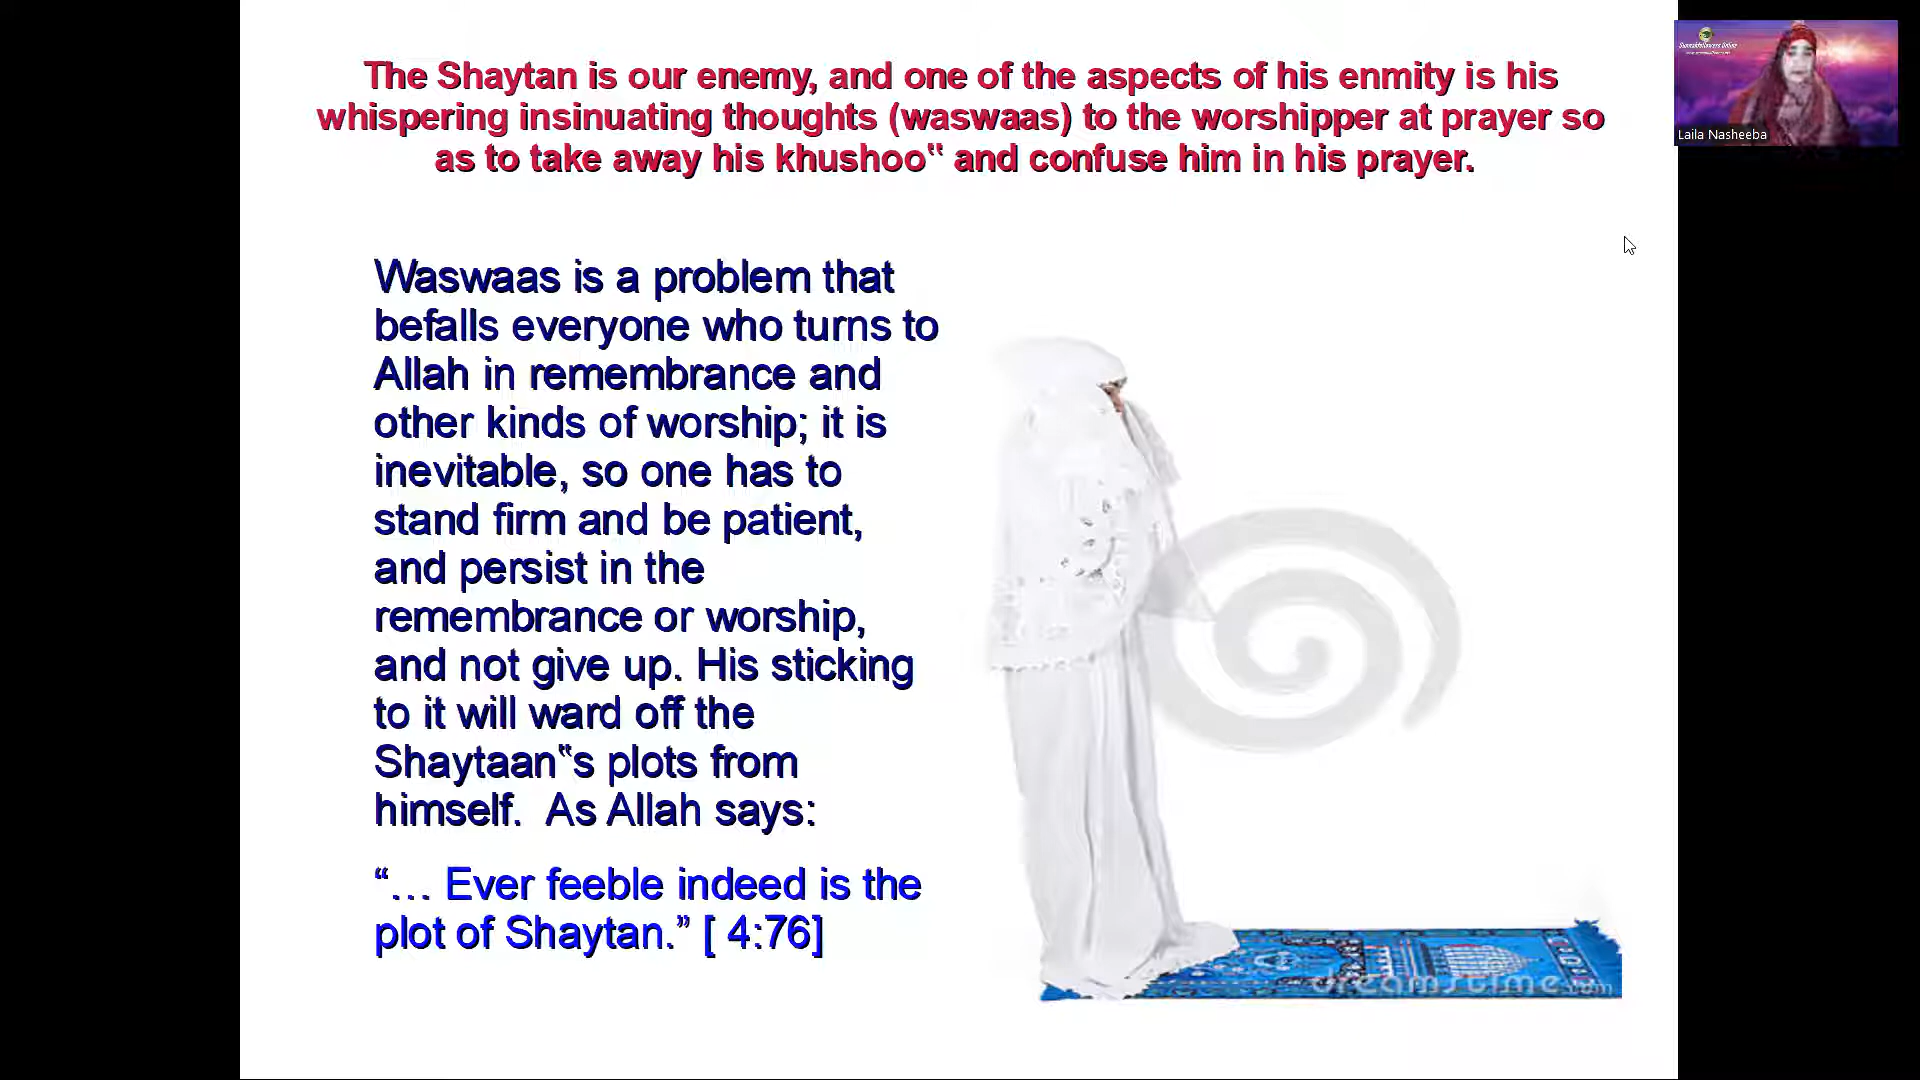 The Shaytan is our enemy, and one of the aspects of his enmity is his
whispering insinuating thoughts (waswaas) to the worshipper at prayer so
as to take away his khushoo‟ and confuse him in his prayer.
Waswaas is a problem that
befalls everyone who turns to
Allah in remembrance and
other kinds of worship; it is
inevitable, so one has to
stand firm and be patient,
and persist in the
remembrance or worship,
and not give up. His sticking
to it will ward off the
Shaytaan‟s plots from
himself.  As Allah says:
“… Ever feeble indeed is the
plot of Shaytan.” [ 4:76]
dreamstime.com
Sunnahfollowers Online
Laila Nasheeba